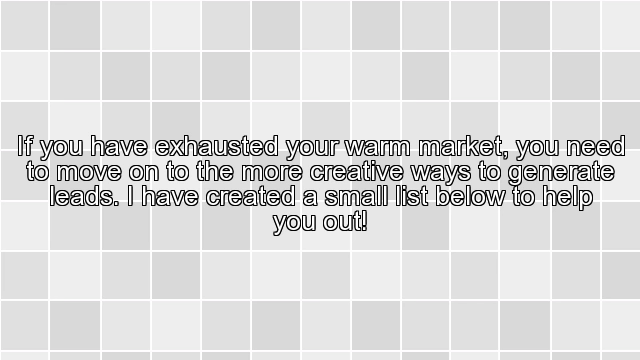 If you have exhausted your warm market, you need
to move on to the more creative ways to generate
leads. I have created a small list below to help
you out!